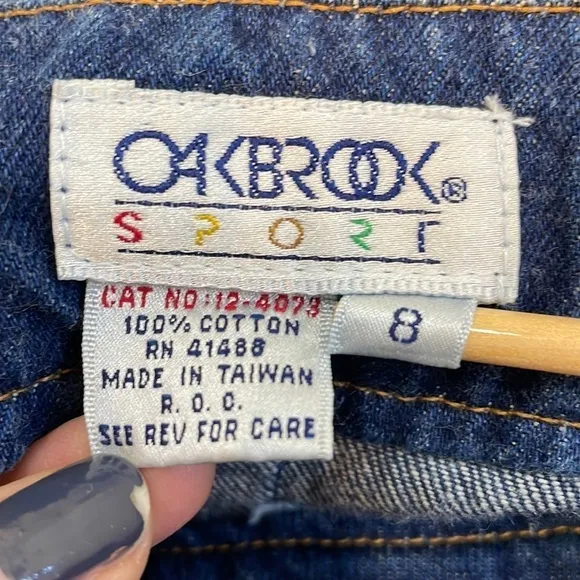 OAKBROOK®
SPORT
CAT NO:12-4079
100% COTTON
RN 41488
MADE IN TAIWAN
R. O. C.
SEE REV FOR CARE
8